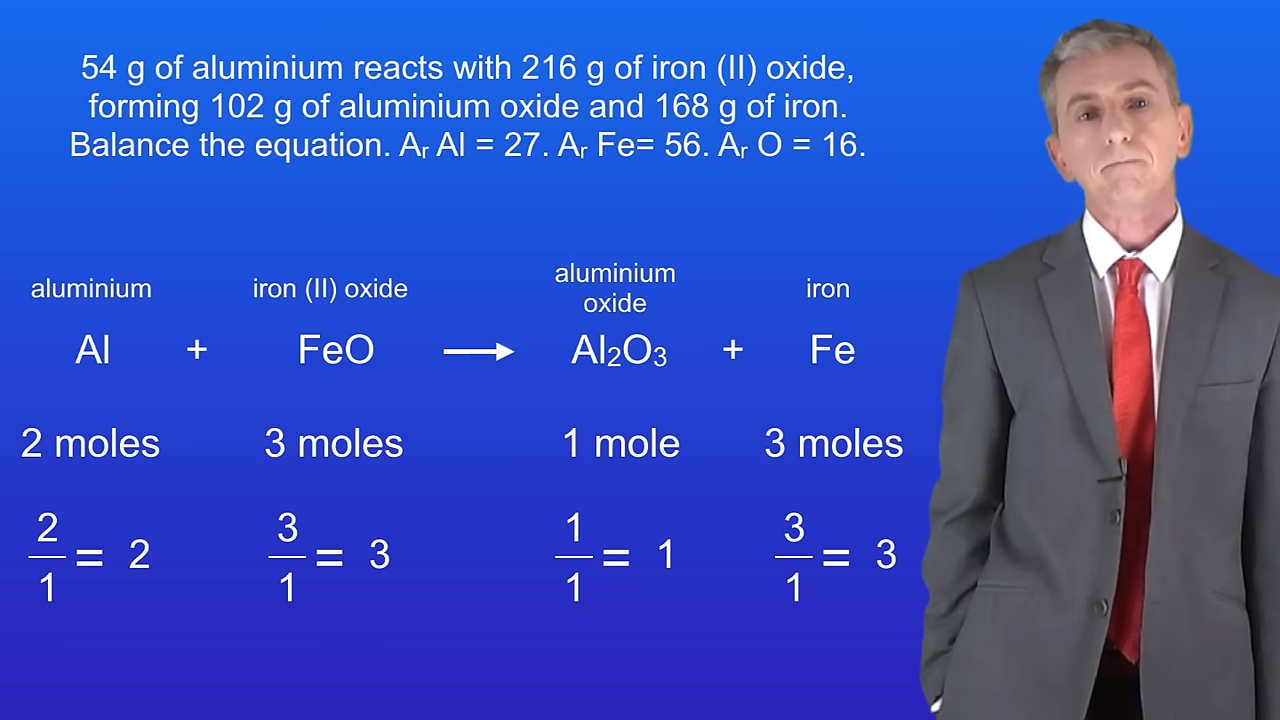 54 g of aluminium reacts with 216 g of iron (II) oxide,
forming 102 g of aluminium oxide and 168 g of iron.
Balance the equation. Aᵣ Al = 27. Aᵣ Fe= 56. Aᵣ O = 16.
aluminium iron (II) oxide aluminium oxide iron
Al + FeO ⟶ Al₂O₃ + Fe
2 moles 3 moles 1 mole 3 moles
2/1 = 2 3/1 = 3 1/1 = 1 3/1 = 3